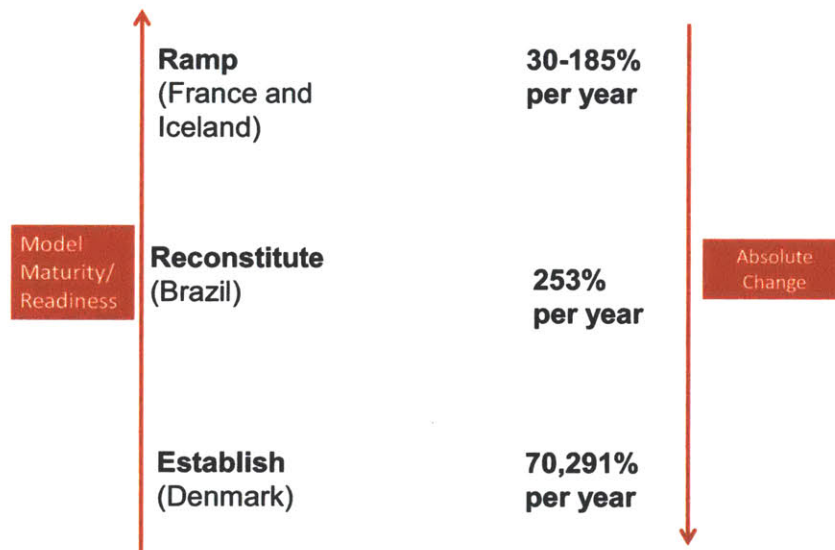 Ramp
(France and
Iceland)
30-185%
per year
Model
Maturity/
Readiness
Reconstitute
(Brazil)
253%
per year
Absolute
Change
Establish
(Denmark)
70,291%
per year